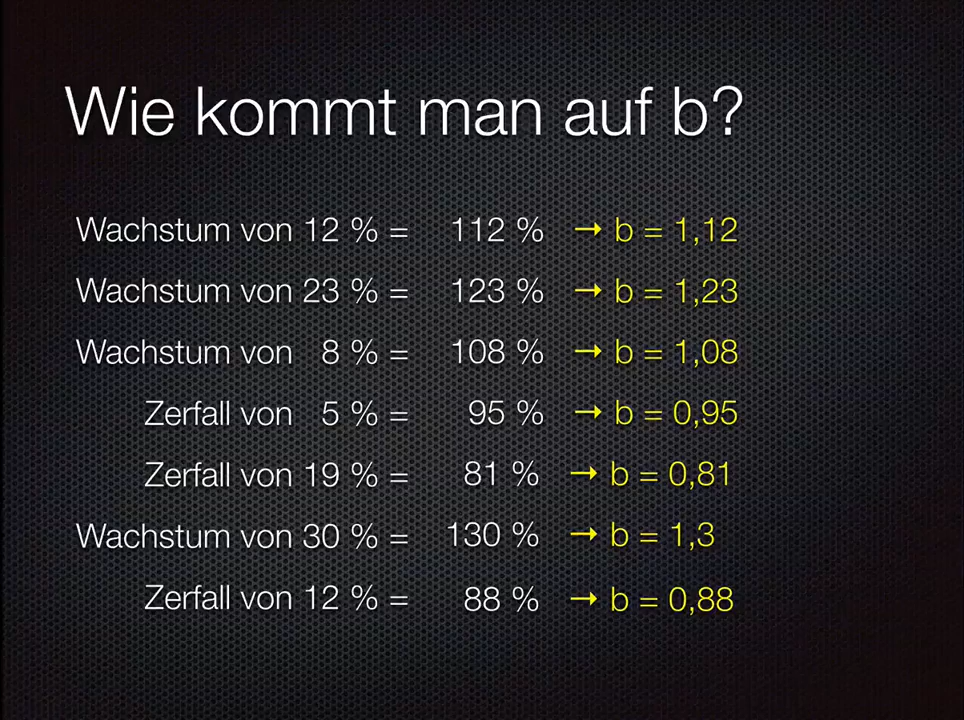 Wie kommt man auf b?
Wachstum von 12 % = 112 % → b = 1,12
Wachstum von 23 % = 123 % → b = 1,23
Wachstum von 8 % = 108 % → b = 1,08
Zerfall von 5 % = 95 % → b = 0,95
Zerfall von 19 % = 81 % → b = 0,81
Wachstum von 30 % = 130 % → b = 1,3
Zerfall von 12 % = 88 % → b = 0,88